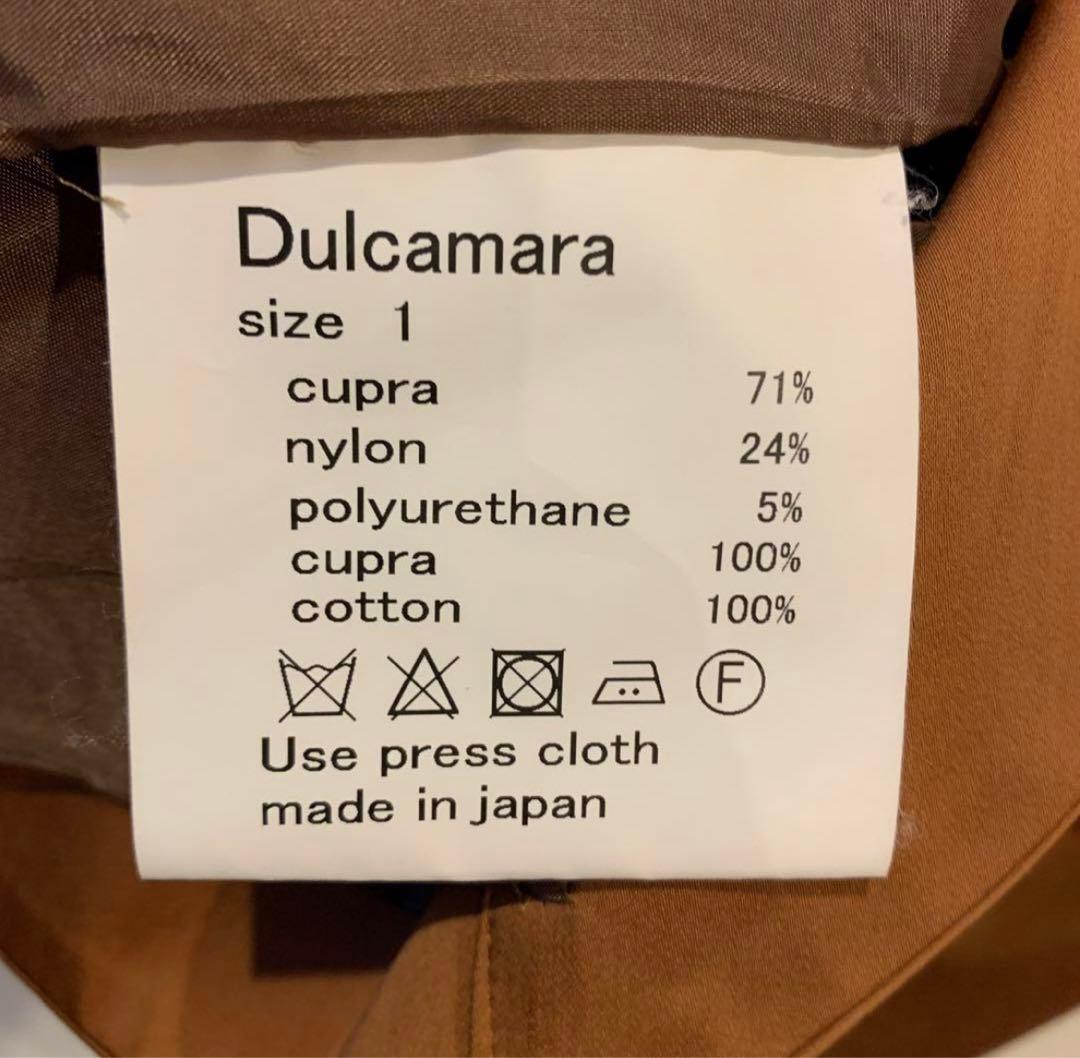 Dulcamara
size 1
cupra 71%
nylon 24%
polyurethane 5%
cupra 100%
cotton 100%
F
Use press cloth
made in japan